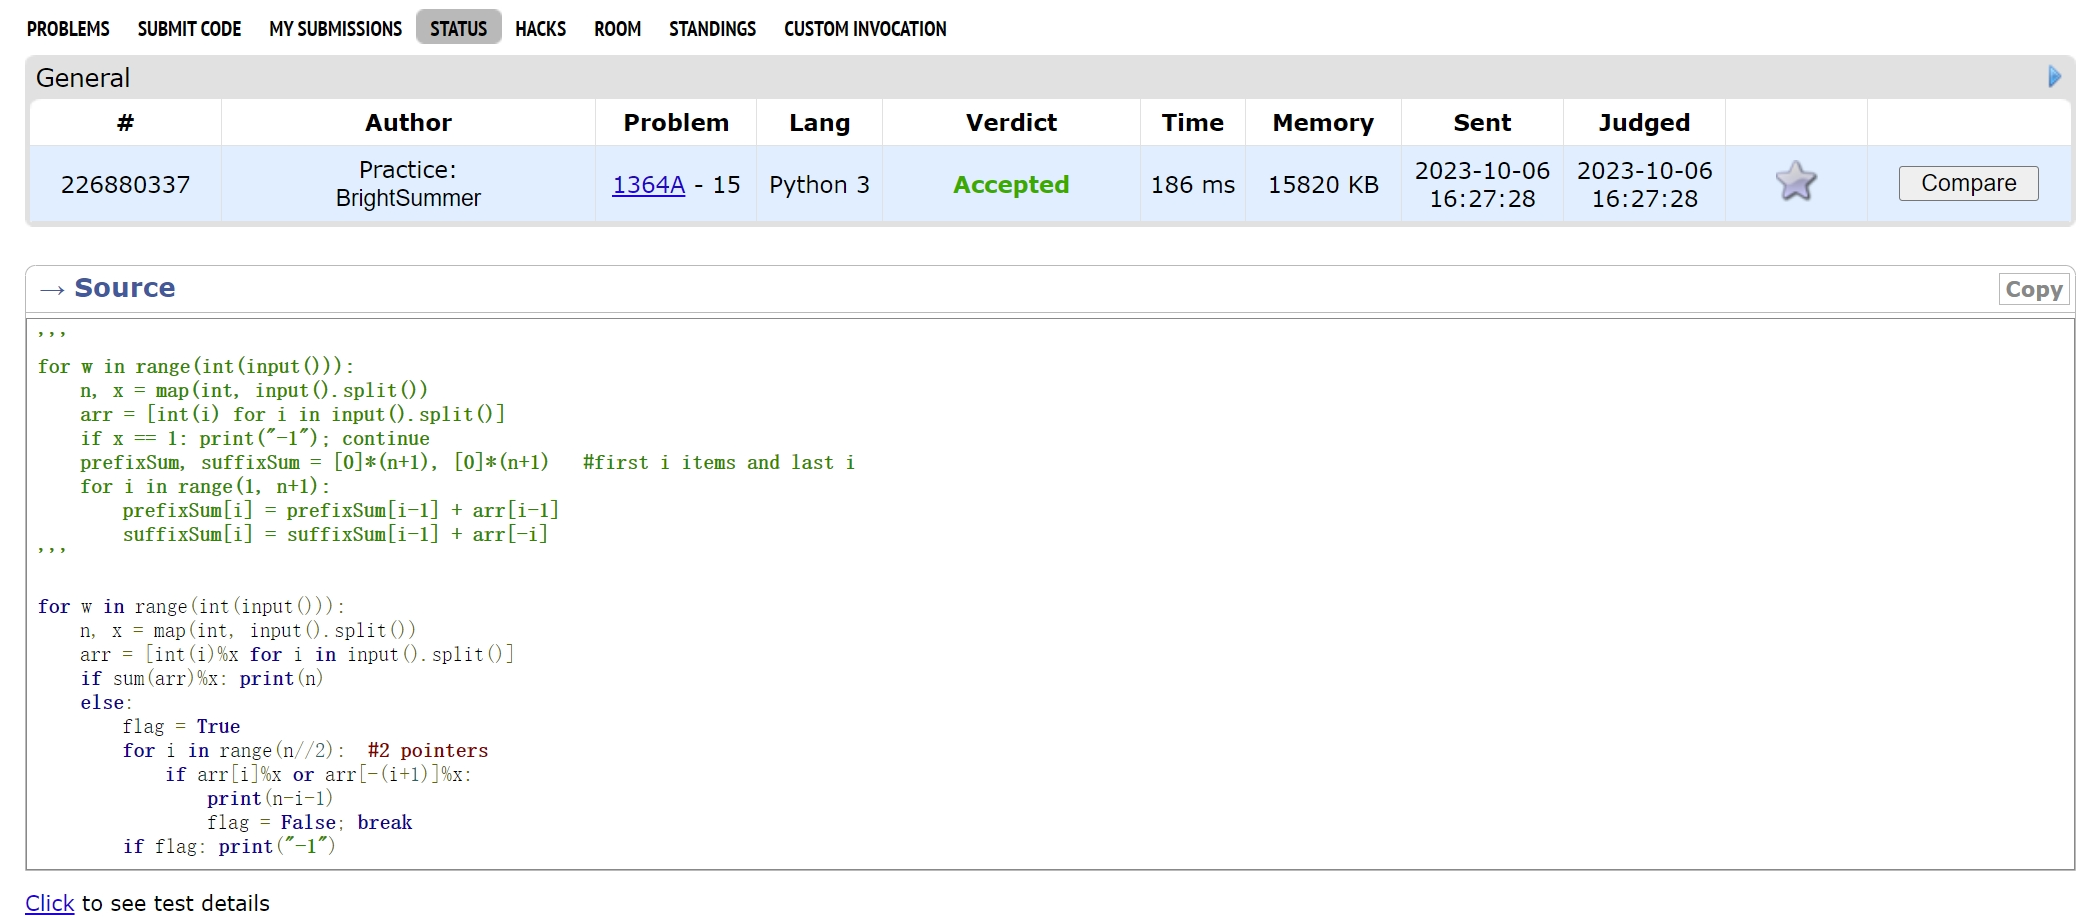 PROBLEMS SUBMIT CODE MY SUBMISSIONS STATUS HACKS ROOM STANDINGS CUSTOM INVOCATION
General
# Author Problem Lang Verdict Time Memory Sent Judged
226880337 Practice: BrightSummer 1364A - 15 Python 3 Accepted 186 ms 15820 KB 2023-10-06 16:27:28 2023-10-06 16:27:28 Compare
→ Source Copy
'''
for w in range(int(input())):
    n, x = map(int, input().split())
    arr = [int(i) for i in input().split()]
    if x == 1: print("-1"); continue
    prefixSum, suffixSum = [0]*(n+1), [0]*(n+1)   #first i items and last i
    for i in range(1, n+1):
        prefixSum[i] = prefixSum[i-1] + arr[i-1]
        suffixSum[i] = suffixSum[i-1] + arr[-i]
'''
for w in range(int(input())):
    n, x = map(int, input().split())
    arr = [int(i)%x for i in input().split()]
    if sum(arr)%x: print(n)
    else:
        flag = True
        for i in range(n//2):  #2 pointers
            if arr[i]%x or arr[-(i+1)]%x:
                print(n-i-1)
                flag = False; break
        if flag: print("-1")
Click to see test details